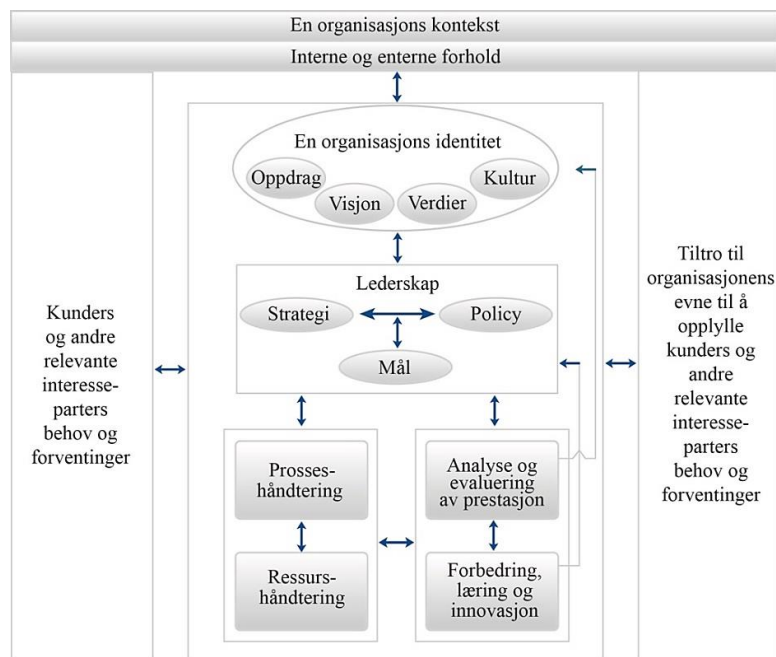 En organisasjons kontekst
Interne og enterne forhold
En organisasjons identitet
Oppdrag
Visjon
Verdier
Kultur
Lederskap
Strategi
Policy
Mål
Kunders
og andre
relevante
interesse-
parters
behov og
forventinger
Tiltro til
organisasjonens
evne til å
opplylle
kunders og
andre
relevante
interesse-
parters
behov og
forventinger
Prosses-
håndtering
Ressurs-
håndtering
Analyse og
evaluering
av prestasjon
Forbedring,
læring og
innovasjon